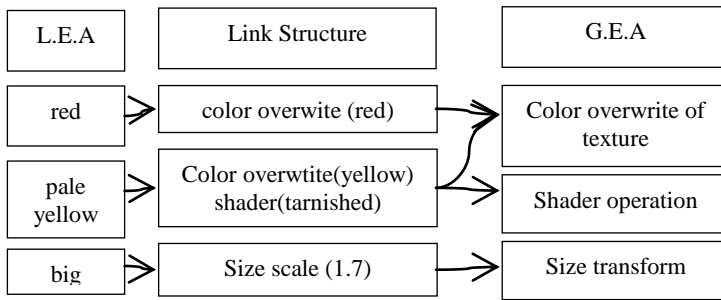 L.E.A
Link Structure
G.E.A
red
color overwite (red)
Color overwrite of
texture
pale
yellow
Color overwtite(yellow)
shader(tarnished)
Shader operation
big
Size scale (1.7)
Size transform